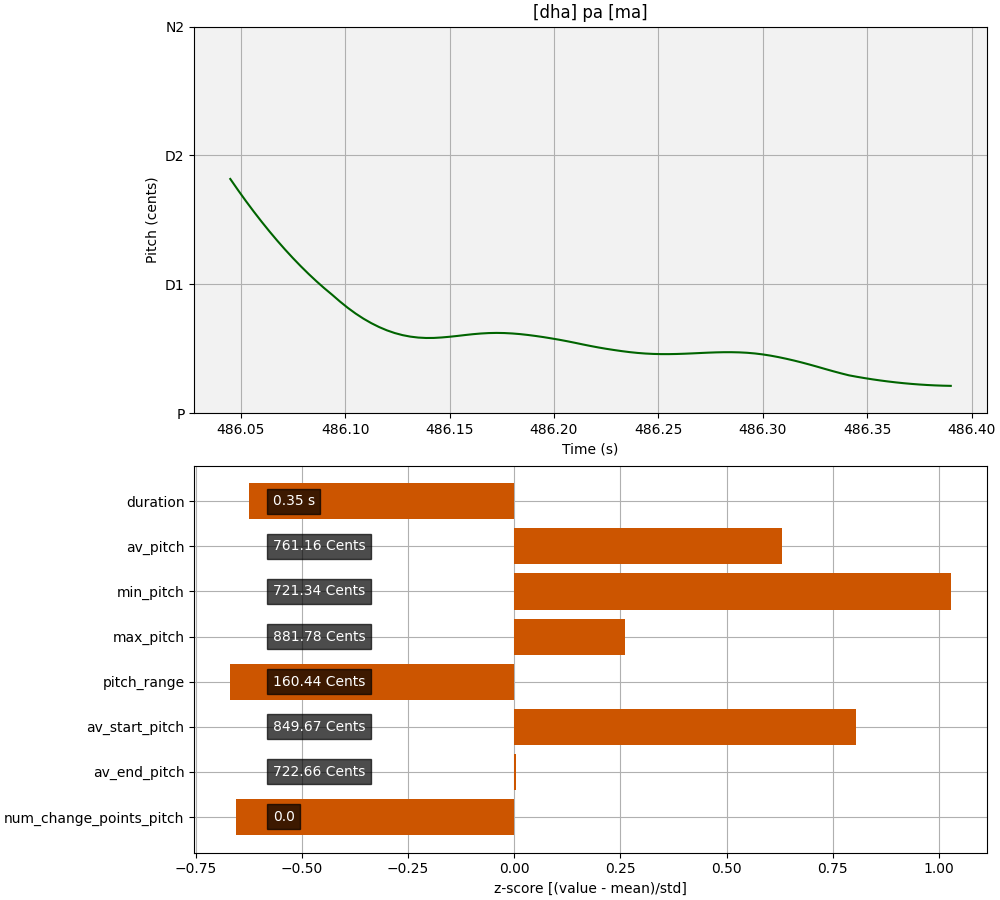 [dha] pa [ma]
N2
D2
D1
P
Pitch (cents)
486.05 486.10 486.15 486.20 486.25 486.30 486.35 486.40
Time (s)
duration 0.35 s
av_pitch 761.16 Cents
min_pitch 721.34 Cents
max_pitch 881.78 Cents
pitch_range 160.44 Cents
av_start_pitch 849.67 Cents
av_end_pitch 722.66 Cents
num_change_points_pitch 0.0
−0.75 −0.50 −0.25 0.00 0.25 0.50 0.75 1.00
z-score [(value - mean)/std]